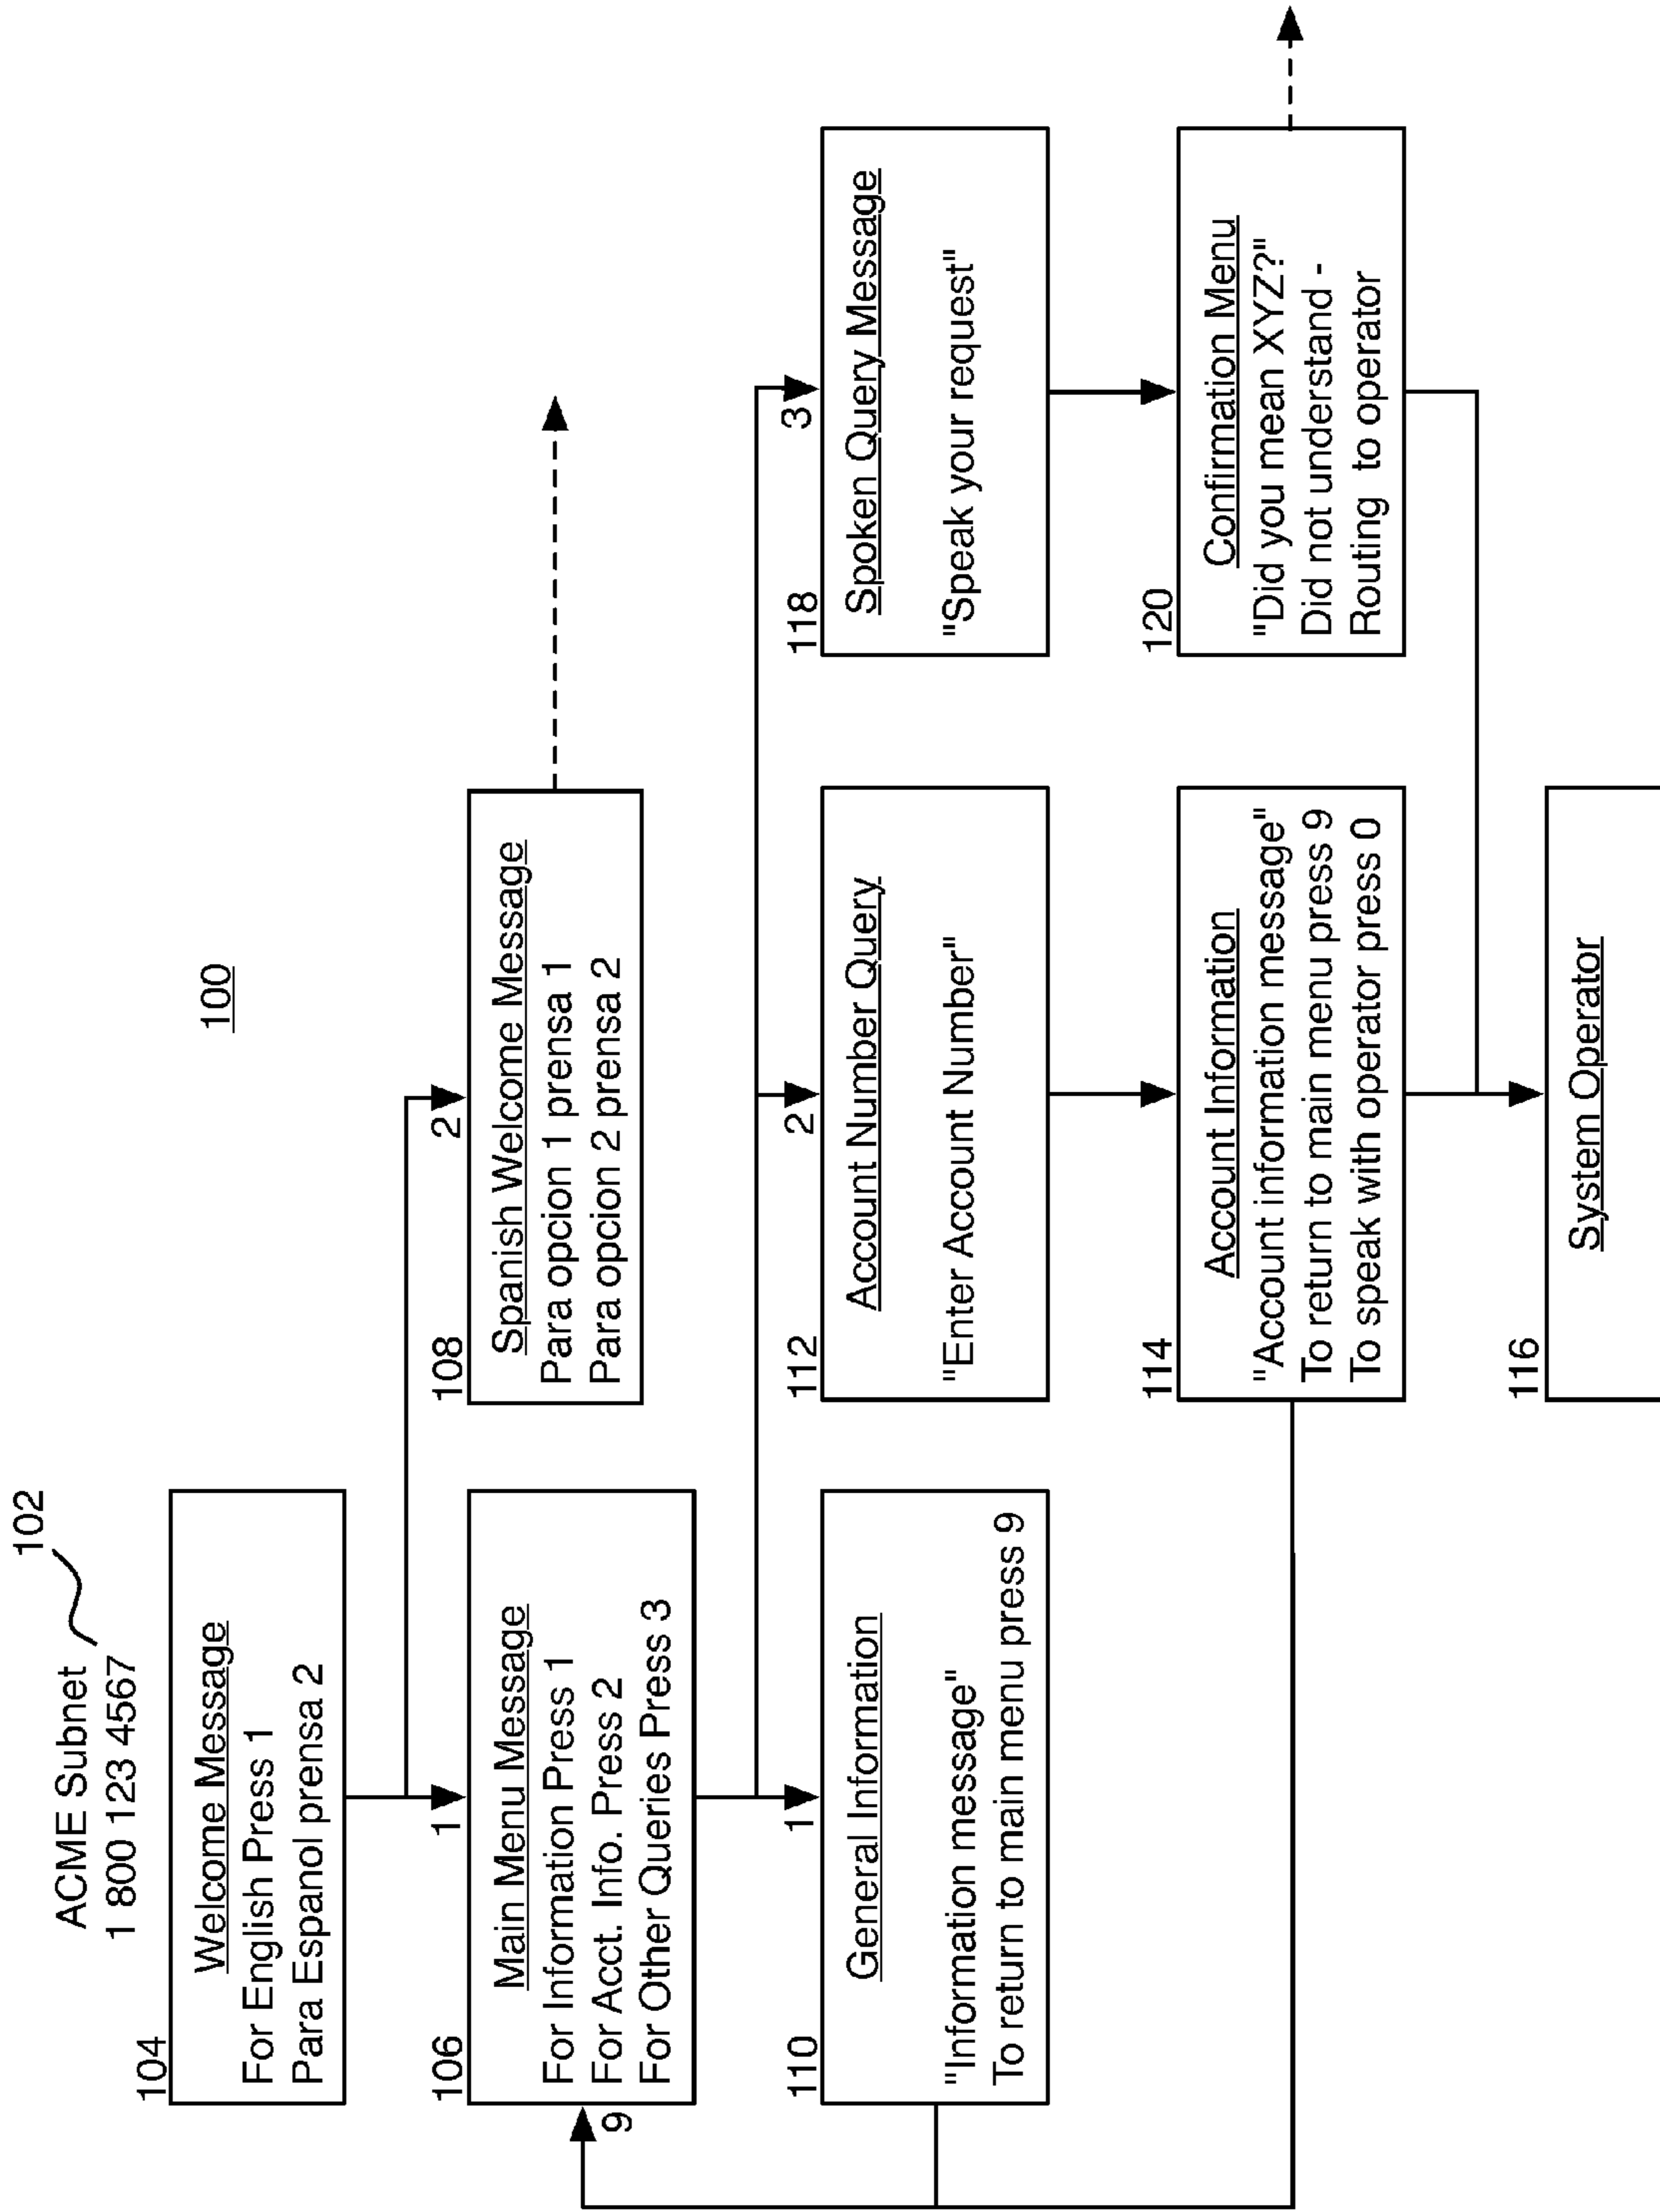 100
ACME Subnet
1 800 123 4567
102
104
Welcome Message
For English Press 1
Para Espanol prensa 2
1
2
106
Main Menu Message
For Information Press 1
For Acct. Info. Press 2
For Other Queries Press 3
9
108
Spanish Welcome Message
Para opcion 1 prensa 1
Para opcion 2 prensa 2
1
2
3
110
General Information
"Information message"
To return to main menu press 9
112
Account Number Query
"Enter Account Number"
118
Spoken Query Message
"Speak your request"
114
Account Information
"Account information message"
To return to main menu press 9
To speak with operator press 0
120
Confirmation Menu
"Did you mean XYZ?"
Did not understand -
Routing to operator
116
System Operator